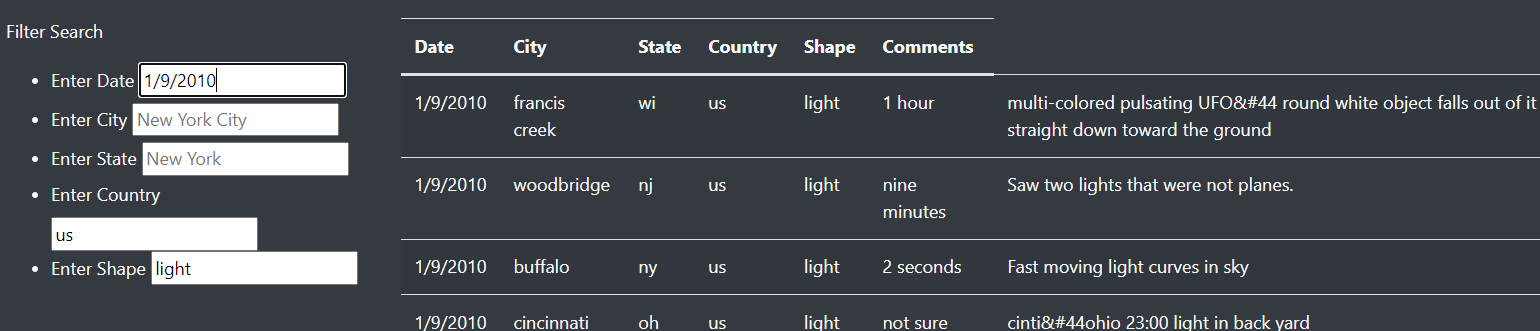 Filter Search
Enter Date 1/9/2010
Enter City New York City
Enter State New York
Enter Country
us
Enter Shape light
Date City State Country Shape Comments
1/9/2010 francis wi us light 1 hour multi-colored pulsating UFO&#44 round white object falls out of it
creek straight down toward the ground
1/9/2010 woodbridge nj us light nine Saw two lights that were not planes.
minutes
1/9/2010 buffalo ny us light 2 seconds Fast moving light curves in sky
1/9/2010 cincinnati oh us light not sure cinti&#44ohio 23:00 light in back yard